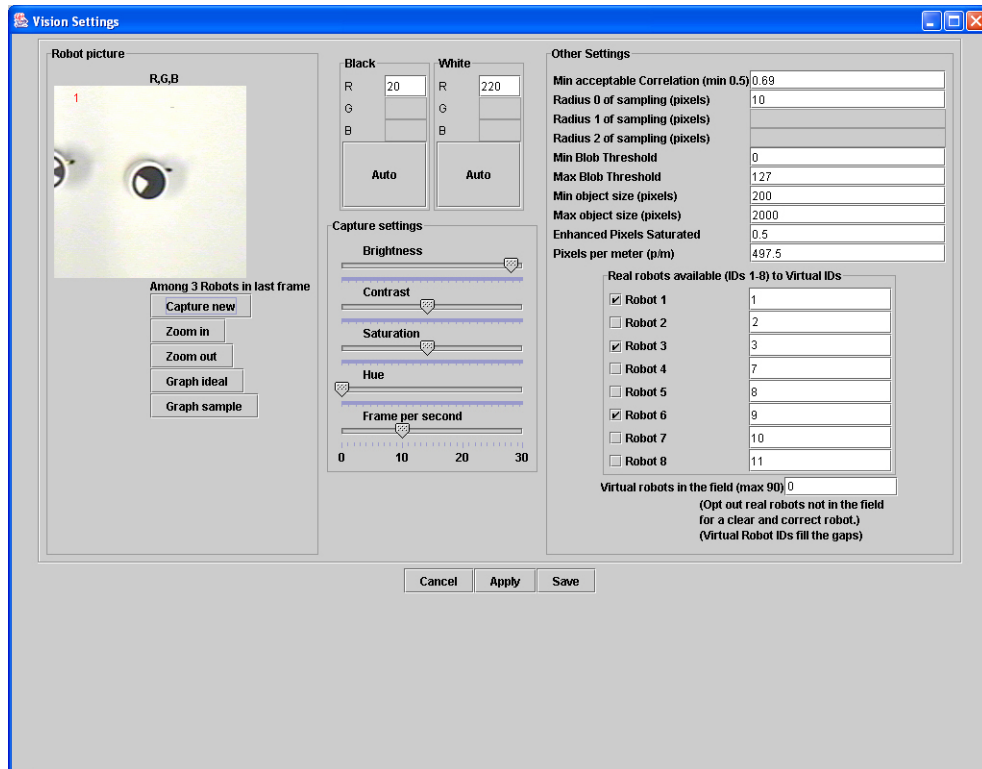 Vision Settings
Robot picture
R,G,B
1
Among 3 Robots in last frame
Capture new
Zoom in
Zoom out
Graph ideal
Graph sample
Black
R 20
G
B
Auto
White
R 220
G
B
Auto
Capture settings
Brightness
Contrast
Saturation
Hue
Frame per second
0 10 20 30
Other Settings
Min acceptable Correlation (min 0.5) 0.69
Radius 0 of sampling (pixels) 10
Radius 1 of sampling (pixels)
Radius 2 of sampling (pixels)
Min Blob Threshold 0
Max Blob Threshold 127
Min object size (pixels) 200
Max object size (pixels) 2000
Enhanced Pixels Saturated 0.5
Pixels per meter (p/m) 497.5
Real robots available (IDs 1-8) to Virtual IDs
Robot 1 1
Robot 2 2
Robot 3 3
Robot 4 7
Robot 5 8
Robot 6 9
Robot 7 10
Robot 8 11
Virtual robots in the field (max 90) 0
(Opt out real robots not in the field
for a clear and correct robot.)
(Virtual Robot IDs fill the gaps)
Cancel Apply Save